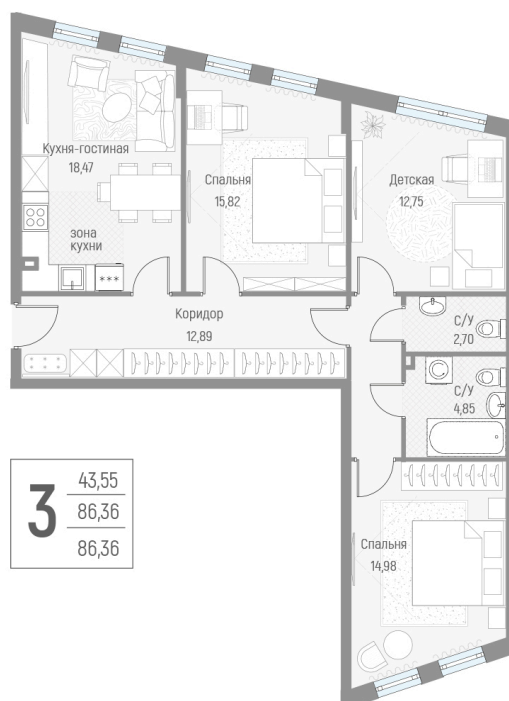 Кухня-гостиная
18,47
зона
кухни
Спальня
15,82
Детская
12,75
Коридор
12,89
С/У
2,70
С/У
4,85
3
43,55
86,36
86,36
Спальня
14,98